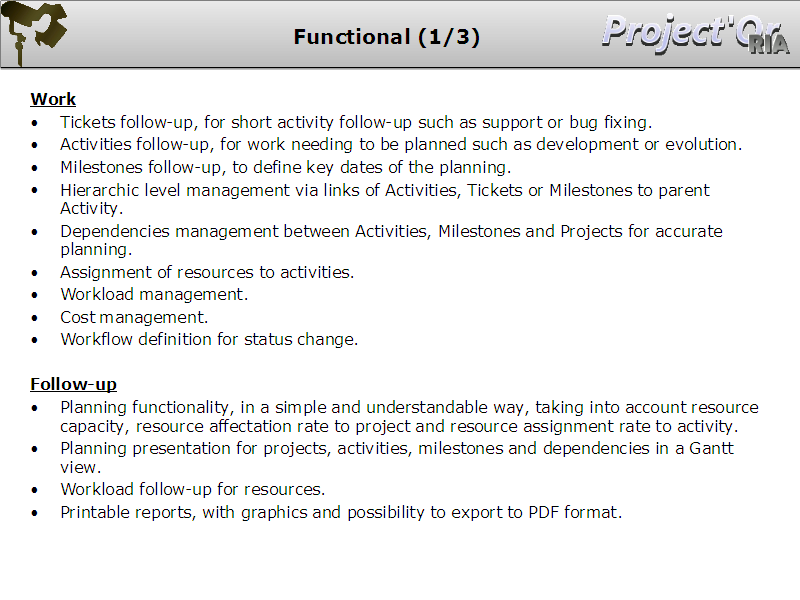 Functional (1/3)
Project'Or
RIA
Work
• Tickets follow-up, for short activity follow-up such as support or bug fixing.
• Activities follow-up, for work needing to be planned such as development or evolution.
• Milestones follow-up, to define key dates of the planning.
• Hierarchic level management via links of Activities, Tickets or Milestones to parent
Activity.
• Dependencies management between Activities, Milestones and Projects for accurate
planning.
• Assignment of resources to activities.
• Workload management.
• Cost management.
• Workflow definition for status change.
Follow-up
• Planning functionality, in a simple and understandable way, taking into account resource
capacity, resource affectation rate to project and resource assignment rate to activity.
• Planning presentation for projects, activities, milestones and dependencies in a Gantt
view.
• Workload follow-up for resources.
• Printable reports, with graphics and possibility to export to PDF format.